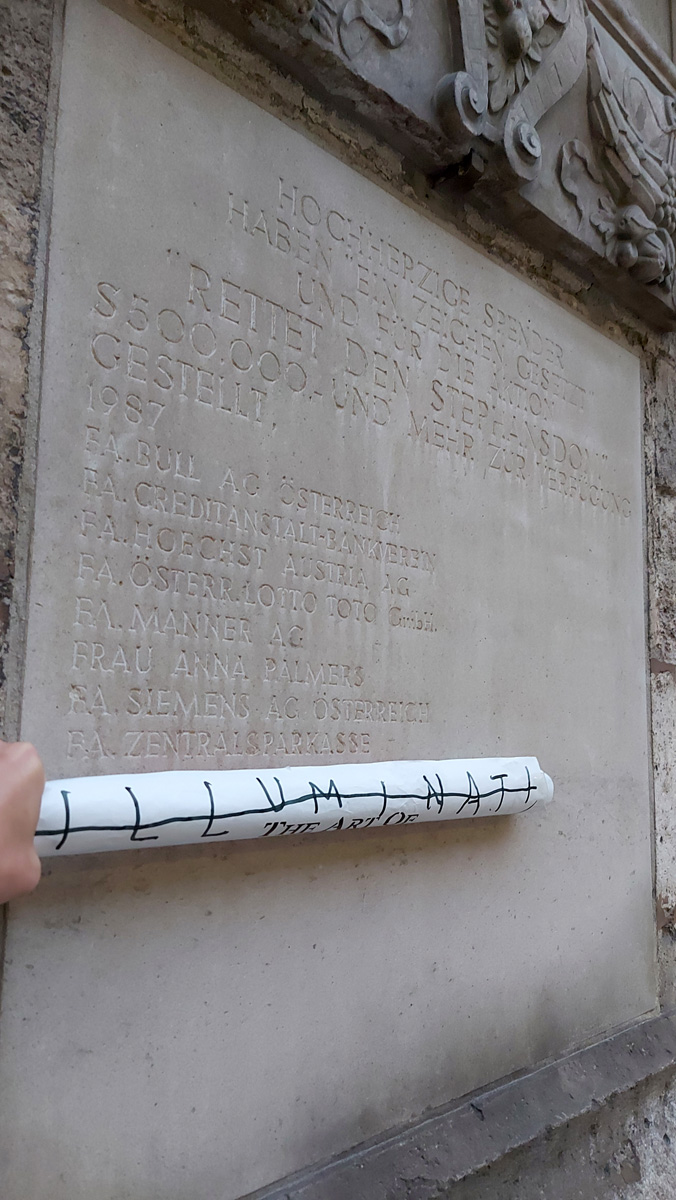 HOCHHERZIGE SPENDER
HABEN EIN ZEICHEN GESETZT
UND FÜR DIE AKTION
"RETTET DEN STEPHANSDOM"
S 500.000.- UND MEHR ZUR VERFÜGUNG
GESTELLT.
1987
FA. BULL AG ÖSTERREICH
FA. CREDITANSTALT-BANKVEREIN
FA. HOECHST AUSTRIA AG
FA. ÖSTERR. LOTTO TOTO GmbH.
FA. MANNER AG
FRAU ANNA PALMERS
FA. SIEMENS AG ÖSTERREICH
FA. ZENTRALSPARKASSE
ILLUMINATI
THE ART OF